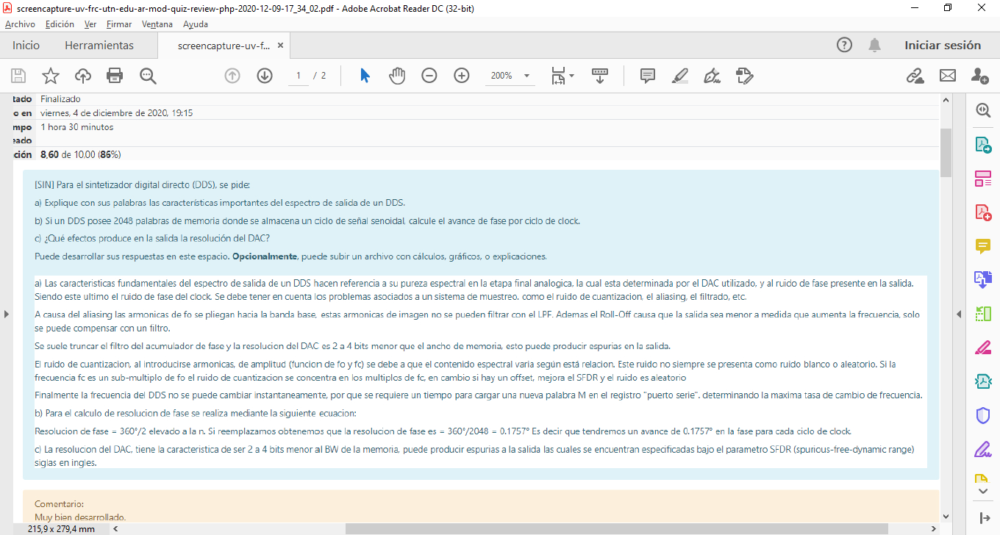 screencapture-uv-frc-utn-edu-ar-mod-quiz-review-php-2020-12-09-17_34_02.pdf - Adobe Acrobat Reader DC (32-bit)
Archivo Edición Ver Firmar Ventana Ayuda
Inicio Herramientas screencapture-uv-f... × Iniciar sesión
1 / 2 200%
tado Finalizado
o en viernes, 4 de diciembre de 2020, 19:15
mpo 1 hora 30 minutos
eado
ción 8,60 de 10,00 (86%)
[SIN] Para el sintetizador digital directo (DDS), se pide:
a) Explique con sus palabras las características importantes del espectro de salida de un DDS.
b) Si un DDS posee 2048 palabras de memoria donde se almacena un ciclo de señal senoidal, calcule el avance de fase por ciclo de clock.
c) ¿Qué efectos produce en la salida la resolución del DAC?
Puede desarrollar sus respuestas en este espacio. Opcionalmente, puede subir un archivo con cálculos, gráficos, o explicaciones.
a) Las caracteristicas fundamentales del espectro de salida de un DDS hacen referencia a su pureza espectral en la etapa final analogica, la cual esta determinada por el DAC utilizado, y al ruido de fase presente en la salida.
Siendo este ultimo el ruido de fase del clock. Se debe tener en cuenta los problemas asociados a un sistema de muestreo. como el ruido de cuantizacion, el aliasing, el filtrado, etc.
A causa del aliasing las armonicas de fo se pliegan hacia la banda base, estas armonicas de imagen no se pueden filtrar con el LPF. Ademas el Roll-Off causa que la salida sea menor a medida que aumenta la frecuencia, solo
se puede compensar con un filtro.
Se suele truncar el filtro del acumulador de fase y la resolucion del DAC es 2 a 4 bits menor que el ancho de memoria, esto puede producir espurias en la salida.
El ruido de cuantizacion, al introducirse armonicas, de amplitud (funcion de fo y fc) se debe a que el contenido espectral varia según está relacion. Este ruido no siempre se presenta como ruido blanco o aleatorio. Si la
frecuencia fc es un sub-multiplo de fo el ruido de cuantizacion se concentra en los multiplos de fc, en cambio si hay un offset, mejora el SFDR y el ruido es aleatorio
Finalmente la frecuencia del DDS no se puede cambiar instantaneamente, por que se requiere un tiempo para cargar una nueva palabra M en el registro "puerto serie". determinando la maxima tasa de cambio de frecuencia.
b) Para el calculo de resolucion de fase se realiza mediante la siguiente ecuacion:
Resolucion de fase = 360°/2 elevado a la n. Si reemplazamos obtenemos que la resolucion de fase es = 360°/2048 = 0.1757° Es decir que tendremos un avance de 0.1757° en la fase para cada ciclo de clock.
c) La resolucion del DAC, tiene la caracteristica de ser 2 a 4 bits menor al BW de la memoria, puede producir espurias a la salida las cuales se encuentran especificadas bajo el parametro SFDR (spurious-free-dynamic range)
siglas en ingles.
Comentario:
Muy bien desarrollado.
215,9 x 279,4 mm